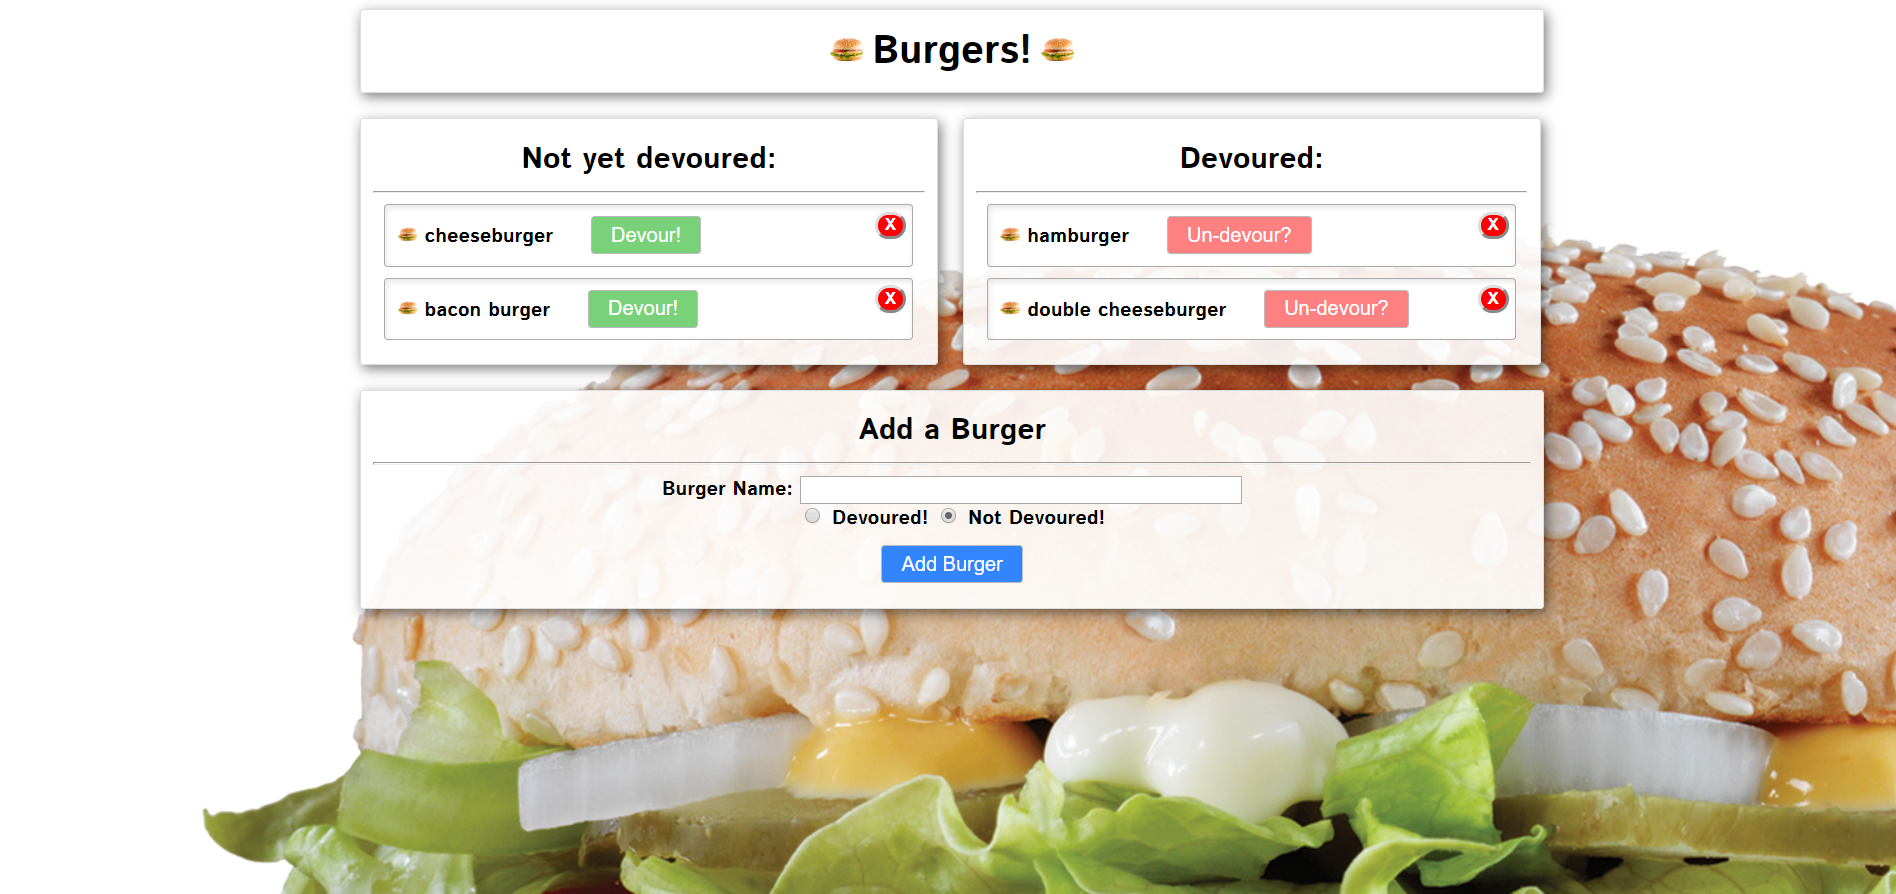 Burgers!
Not yet devoured:
cheeseburger Devour! X
bacon burger Devour! X
Devoured:
hamburger Un-devour? X
double cheeseburger Un-devour? X
Add a Burger
Burger Name:
Devoured! Not Devoured!
Add Burger